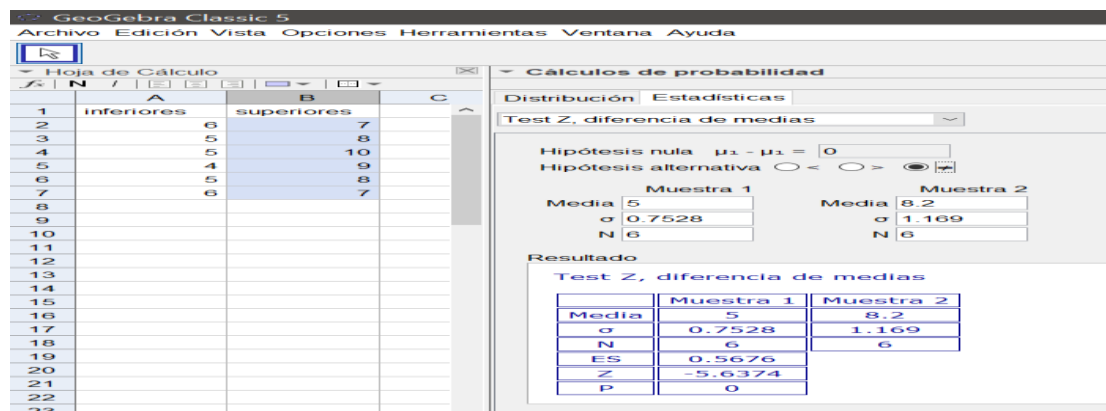 GeoGebra Classic 5
Archivo Edición Vista Opciones Herramientas Ventana Ayuda
Hoja de Cálculo
fx N I
A B C
1 inferiores superiores
2 6 7
3 5 8
4 5 10
5 4 9
6 5 8
7 6 7
8
9
10
11
12
13
14
15
16
17
18
19
20
21
22
23
Cálculos de probabilidad
Distribución Estadísticas
Test Z, diferencia de medias
Hipótesis nula μ₁ - μ₁ = 0
Hipótesis alternativa < > ≠
Muestra 1 Muestra 2
Media 5 Media 8.2
σ 0.7528 σ 1.169
N 6 N 6
Resultado
Test Z, diferencia de medias
Muestra 1 Muestra 2
Media 5 8.2
σ 0.7528 1.169
N 6 6
ES 0.5676
Z -5.6374
P 0